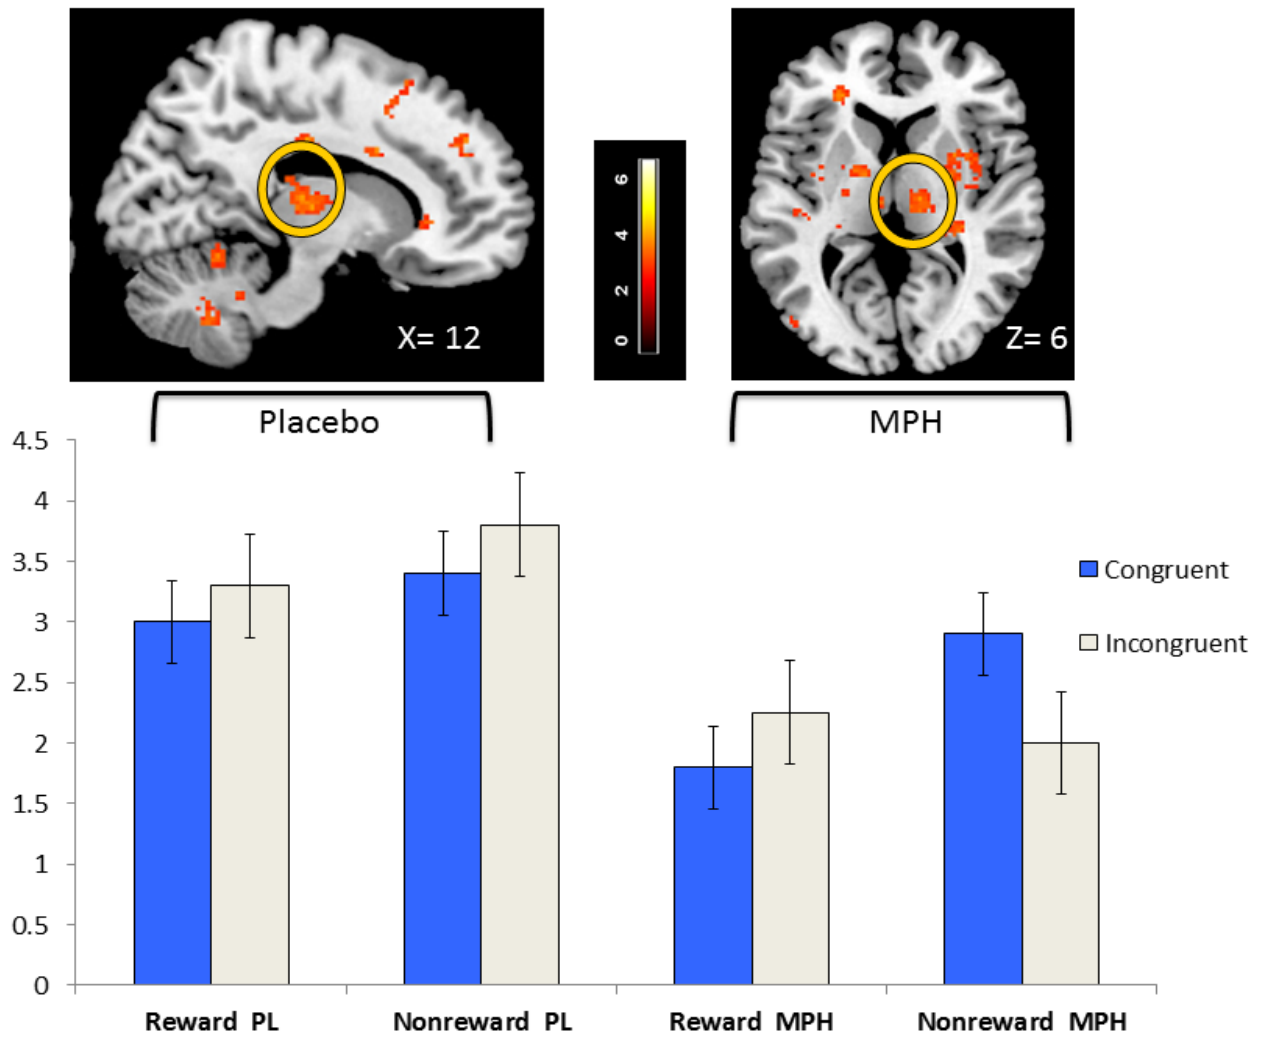 X= 12
6
4
2
0
Z= 6
Placebo
MPH
4.5
4
3.5
3
2.5
2
1.5
1
0.5
0
Congruent
Incongruent
Reward PL
Nonreward PL
Reward MPH
Nonreward MPH